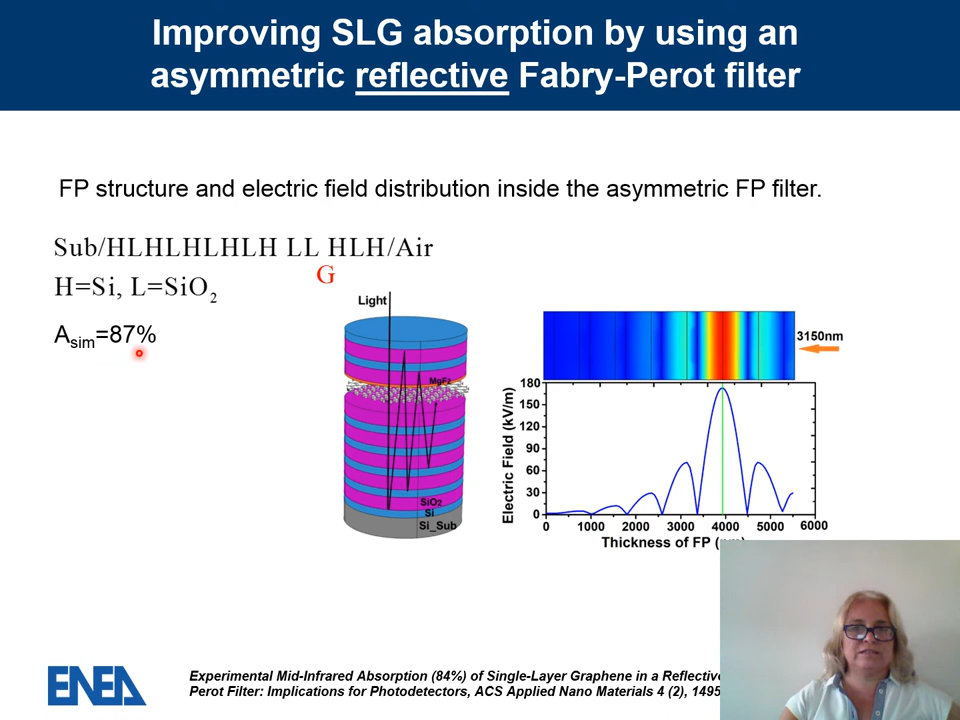 Improving SLG absorption by using an
asymmetric reflective Fabry-Perot filter
FP structure and electric field distribution inside the asymmetric FP filter.
Sub/HLHLHLHLH LL HLH/Air
G
H=Si, L=SiO2
Asim=87%
Light
MgF2
SiO2
Si
Si_Sub
3150nm
Electric Field (kV/m)
180
150
120
90
60
30
0
0 1000 2000 3000 4000 5000 6000
Thickness of FP
ENEA
Experimental Mid-Infrared Absorption (84%) of Single-Layer Graphene in a Reflective
Perot Filter: Implications for Photodetectors, ACS Applied Nano Materials 4 (2), 1495